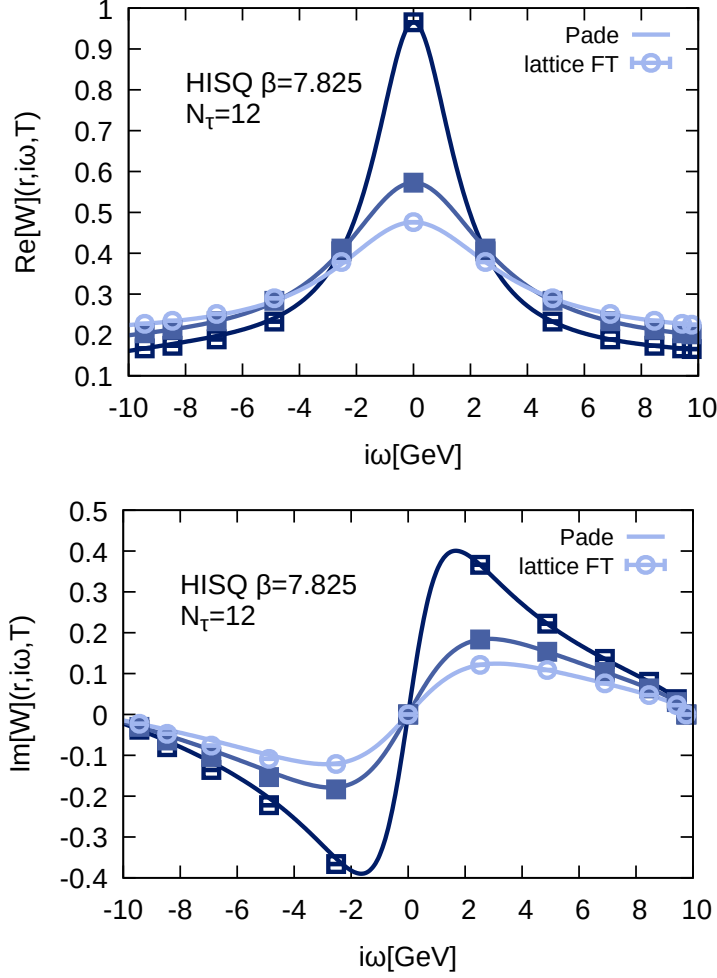 1
0.9
0.8
0.7
0.6
0.5
0.4
0.3
0.2
0.1
Re[W](r,iω,T)
HISQ β=7.825
Nτ=12
Pade
lattice FT
-10 -8 -6 -4 -2 0 2 4 6 8 10
iω[GeV]
0.5
0.4
0.3
0.2
0.1
0
-0.1
-0.2
-0.3
-0.4
Im[W](r,iω,T)
HISQ β=7.825
Nτ=12
Pade
lattice FT
-10 -8 -6 -4 -2 0 2 4 6 8 10
iω[GeV]